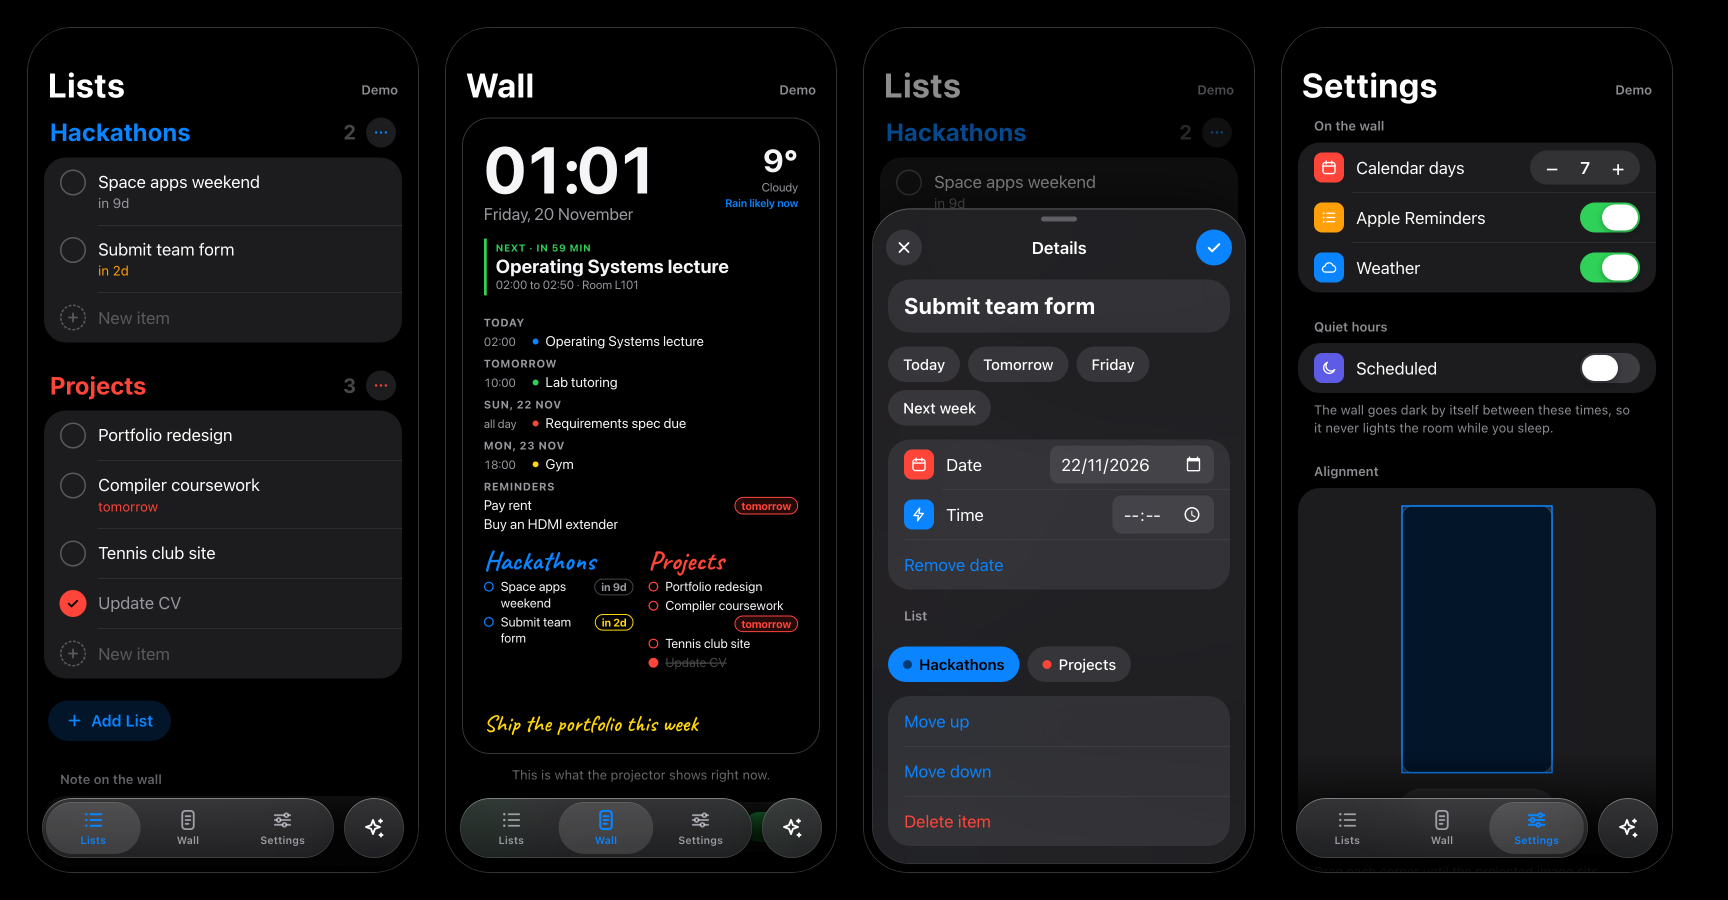 Lists
Demo
Hackathons
2
Space apps weekend
in 9d
Submit team form
in 2d
New item
Projects
3
Portfolio redesign
Compiler coursework
tomorrow
Tennis club site
Update CV
New item
+ Add List
Note on the wall
Lists
Wall
Settings
Wall
Demo
01:01
9°
Cloudy
Rain likely now
Friday, 20 November
NEXT · IN 59 MIN
Operating Systems lecture
02:00 to 02:50 · Room L101
TODAY
02:00 Operating Systems lecture
TOMORROW
10:00 Lab tutoring
SUN, 22 NOV
all day Requirements spec due
MON, 23 NOV
18:00 Gym
REMINDERS
Pay rent tomorrow
Buy an HDMI extender
Hackathons
Space apps in 9d
weekend
Submit team in 2d
form
Projects
Portfolio redesign
Compiler coursework
tomorrow
Tennis club site
Update CV
Ship the portfolio this week
This is what the projector shows right now.
Lists
Wall
Settings
Lists
Demo
Hackathons
2
Space apps weekend
in 9d
Details
Submit team form
Today
Tomorrow
Friday
Next week
Date 22/11/2026
Time --:--
Remove date
List
Hackathons
Projects
Move up
Move down
Delete item
Settings
Demo
On the wall
Calendar days − 7 +
Apple Reminders
Weather
Quiet hours
Scheduled
The wall goes dark by itself between these times, so
it never lights the room while you sleep.
Alignment
Lists
Wall
Settings